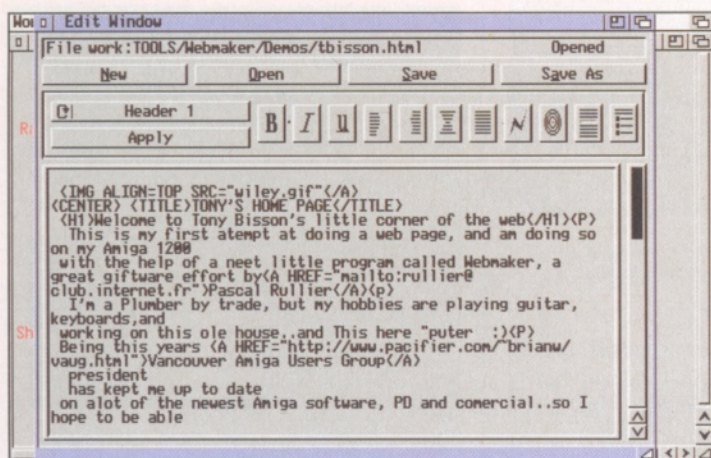 Wo
Edit Window
File work:TOOLS/Webmaker/Demos/tbisson.html Opened
New Open Save Save As
Header 1
Apply
B I U
R
Sh
<IMG ALIGN=TOP SRC="wiley.gif"</A>
<CENTER> <TITLE>TONY'S HOME PAGE</TITLE>
<H1>Welcome to Tony Bisson's little corner of the web</H1><P>
This is my first atempt at doing a web page, and am doing so
on my Amiga 1200
with the help of a neet little program called Webmaker, a
great giftware effort by<A HREF="mailto:rullier@
club.internet.fr">Pascal Rullier</A><p>
I'm a Plumber by trade, but my hobbies are playing guitar,
keyboards,and
working on this ole house..and This here "puter :)<P>
Being this years <A HREF="http://www.pacifier.com/~brianw/
vaug.html">Vancouver Amiga Users Group</A>
president
has kept me up to date
on alot of the newest Amiga software, PD and comercial..so I
hope to be able